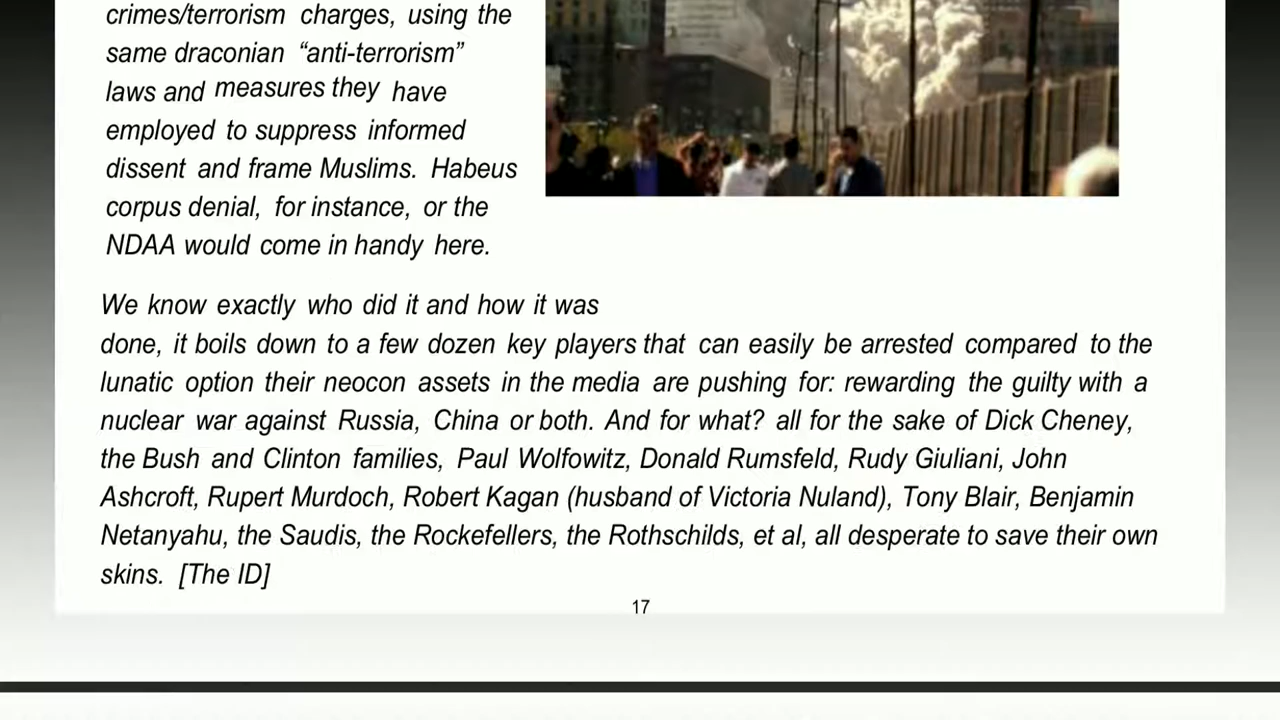 crimes/terrorism charges, using the
same draconian “anti-terrorism”
laws and measures they have
employed to suppress informed
dissent and frame Muslims. Habeus
corpus denial, for instance, or the
NDAA would come in handy here.
We know exactly who did it and how it was
done, it boils down to a few dozen key players that can easily be arrested compared to the
lunatic option their neocon assets in the media are pushing for: rewarding the guilty with a
nuclear war against Russia, China or both. And for what? all for the sake of Dick Cheney,
the Bush and Clinton families, Paul Wolfowitz, Donald Rumsfeld, Rudy Giuliani, John
Ashcroft, Rupert Murdoch, Robert Kagan (husband of Victoria Nuland), Tony Blair, Benjamin
Netanyahu, the Saudis, the Rockefellers, the Rothschilds, et al, all desperate to save their own
skins. [The ID]
17